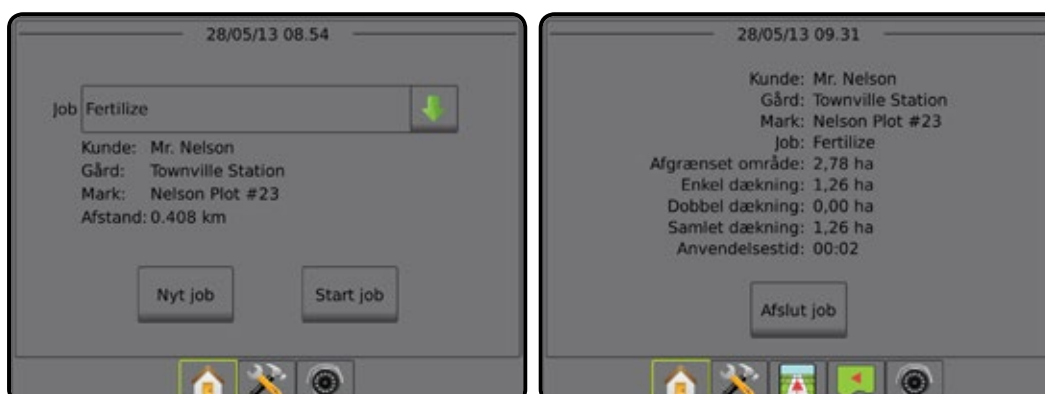 28/05/13 08.54
Job Fertilize
Kunde: Mr. Nelson
Gård: Townville Station
Mark: Nelson Plot #23
Afstand: 0.408 km
Nyt job
Start job
28/05/13 09.31
Kunde: Mr. Nelson
Gård: Townville Station
Mark: Nelson Plot #23
Job: Fertilize
Afgrænset område: 2,78 ha
Enkel dækning: 1,26 ha
Dobbel dækning: 0,00 ha
Samlet dækning: 1,26 ha
Anvendelsestid: 00:02
Afslut job